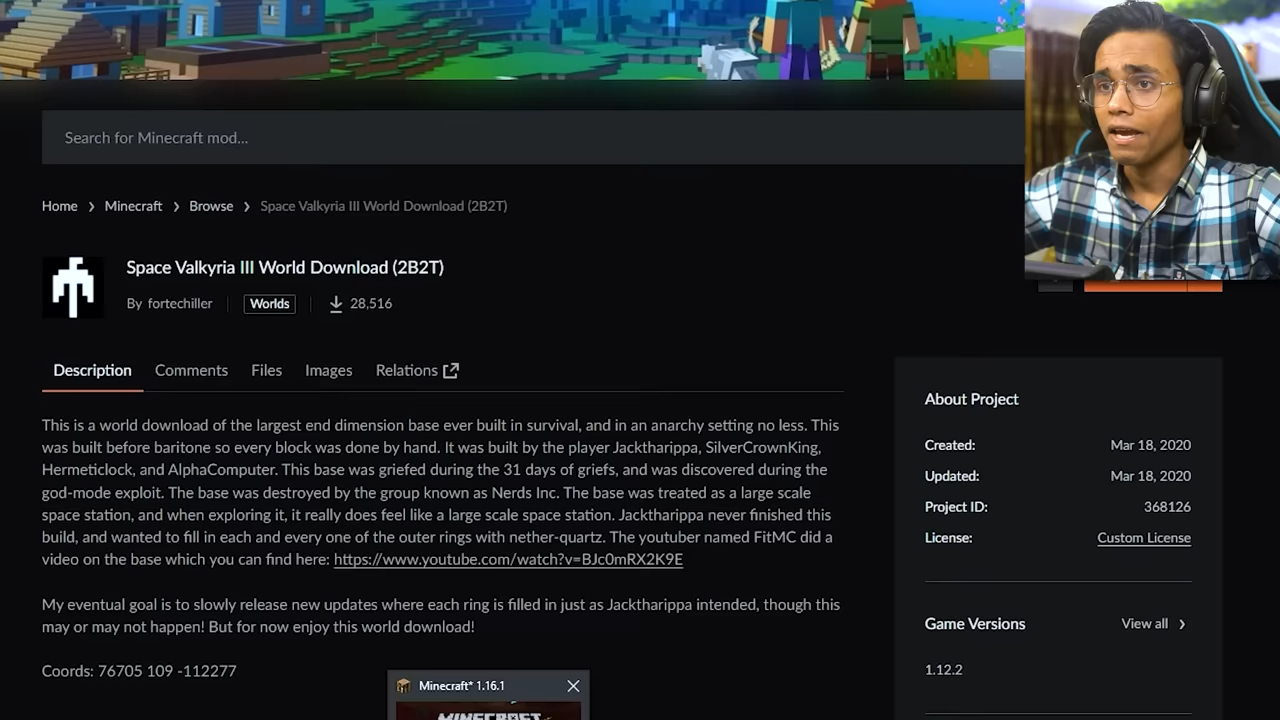 Search for Minecraft mod...
Home > Minecraft > Browse > Space Valkyria III World Download (2B2T)
Space Valkyria III World Download (2B2T)
By fortechiller Worlds 28,516
Description Comments Files Images Relations
This is a world download of the largest end dimension base ever built in survival, and in an anarchy setting no less. This
was built before baritone so every block was done by hand. It was built by the player Jacktharippa, SilverCrownKing,
Hermeticlock, and AlphaComputer. This base was griefed during the 31 days of griefs, and was discovered during the
god-mode exploit. The base was destroyed by the group known as Nerds Inc. The base was treated as a large scale
space station, and when exploring it, it really does feel like a large scale space station. Jacktharippa never finished this
build, and wanted to fill in each and every one of the outer rings with nether-quartz. The youtuber named FitMC did a
video on the base which you can find here: https://www.youtube.com/watch?v=BJc0mRX2K9E
My eventual goal is to slowly release new updates where each ring is filled in just as Jacktharippa intended, though this
may or may not happen! But for now enjoy this world download!
Coords: 76705 109 -112277
About Project
Created: Mar 18, 2020
Updated: Mar 18, 2020
Project ID: 368126
License: Custom License
Game Versions View all >
1.12.2
Minecraft* 1.16.1
MINECRAFT